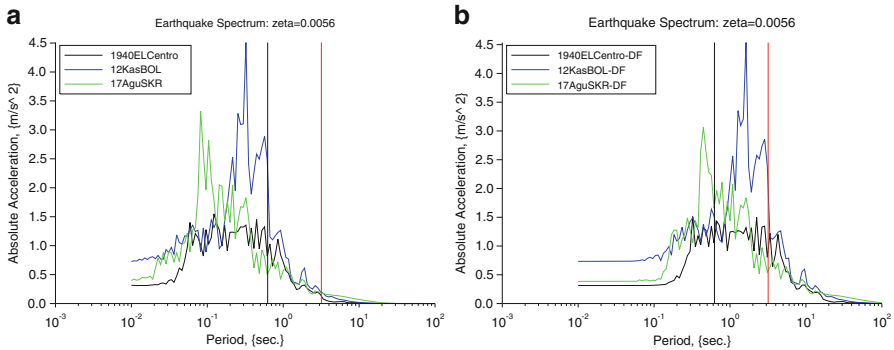 a
Earthquake Spectrum: zeta=0.0056
4.5
4.0
3.5
3.0
2.5
2.0
1.5
1.0
0.5
0.0
Absolute Acceleration, {m/s^ 2}
1940ELCentro
12KasBOL
17AguSKR
10-3
10-2
10-1
100
101
102
Period, {sec.}
b
Earthquake Spectrum: zeta=0.0056
4.5
4.0
3.5
3.0
2.5
2.0
1.5
1.0
0.5
0.0
Absolute Acceleration, {m/s^ 2}
1940ELCentro-DF
12KasBOL-DF
17AguSKR-DF
10-3
10-2
10-1
100
101
102
Period, {sec.}